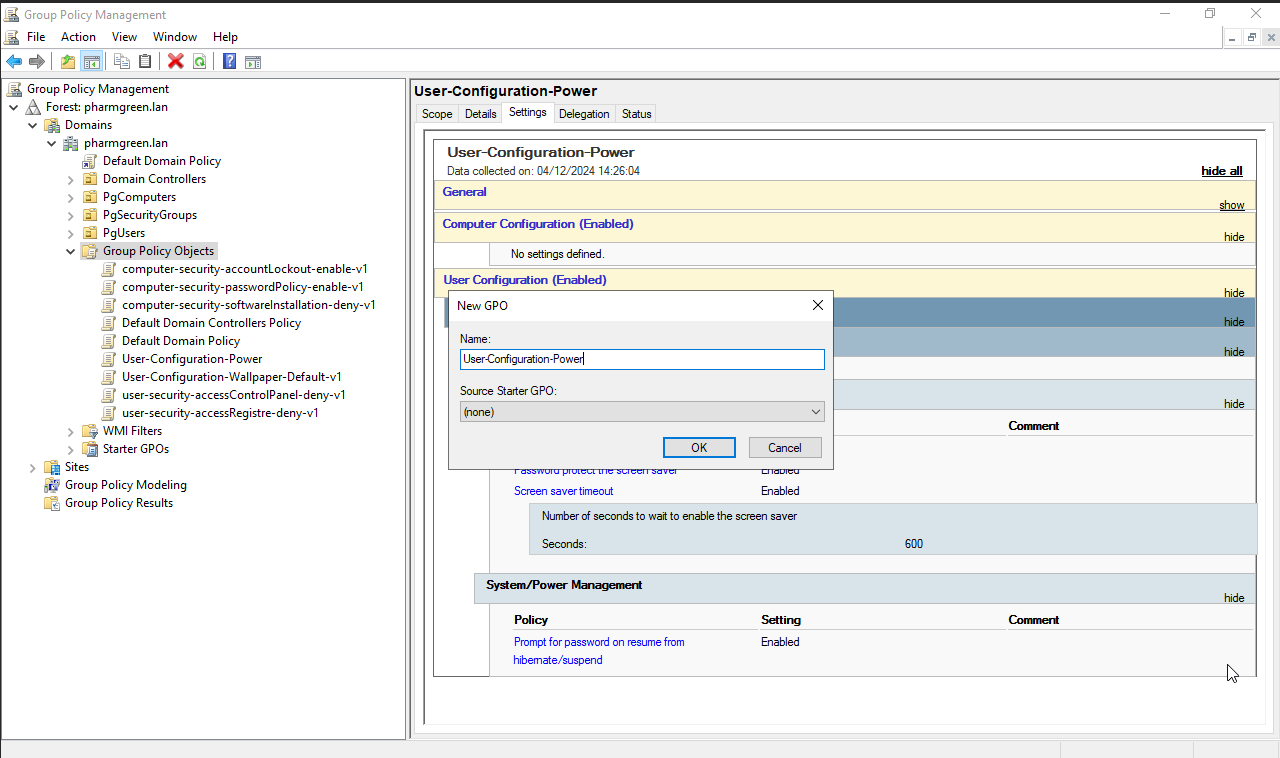 Group Policy Management
File Action View Window Help
Group Policy Management
Forest: pharmgreen.lan
Domains
pharmgreen.lan
Default Domain Policy
Domain Controllers
PgComputers
PgSecurityGroups
PgUsers
Group Policy Objects
computer-security-accountLockout-enable-v1
computer-security-passwordPolicy-enable-v1
computer-security-softwareInstallation-deny-v1
Default Domain Controllers Policy
Default Domain Policy
User-Configuration-Power
User-Configuration-Wallpaper-Default-v1
user-security-accessControlPanel-deny-v1
user-security-accessRegistre-deny-v1
WMI Filters
Starter GPOs
Sites
Group Policy Modeling
Group Policy Results
User-Configuration-Power
Scope Details Settings Delegation Status
User-Configuration-Power
Data collected on: 04/12/2024 14:26:04 hide all
General
show
Computer Configuration (Enabled)
hide
No settings defined.
User Configuration (Enabled)
hide
hide
hide
hide
Comment
New GPO
Name:
User-Configuration-Power
Source Starter GPO:
(none)
OK Cancel
Password protect the screen saver Enabled
Screen saver timeout Enabled
Number of seconds to wait to enable the screen saver
Seconds: 600
System/Power Management
hide
Policy Setting Comment
Prompt for password on resume from Enabled
hibernate/suspend